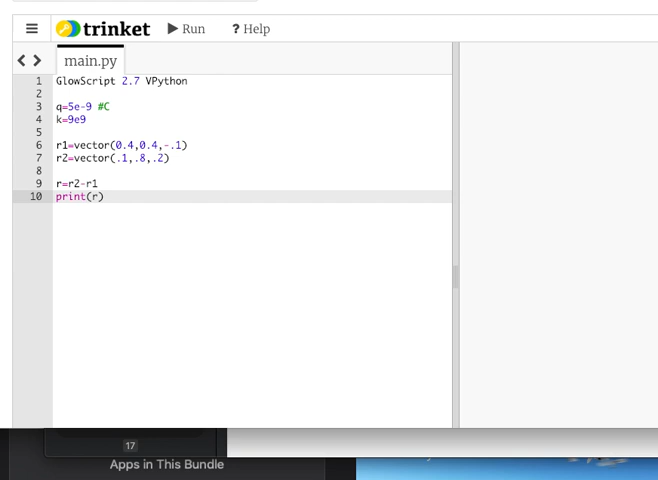 trinket
Run
? Help
main.py
1 GlowScript 2.7 VPython
2
3 q=5e-9 #C
4 k=9e9
5
6 r1=vector(0.4,0.4,-.1)
7 r2=vector(.1,.8,.2)
8
9 r=r2-r1
10 print(r)
17
Apps in This Bundle